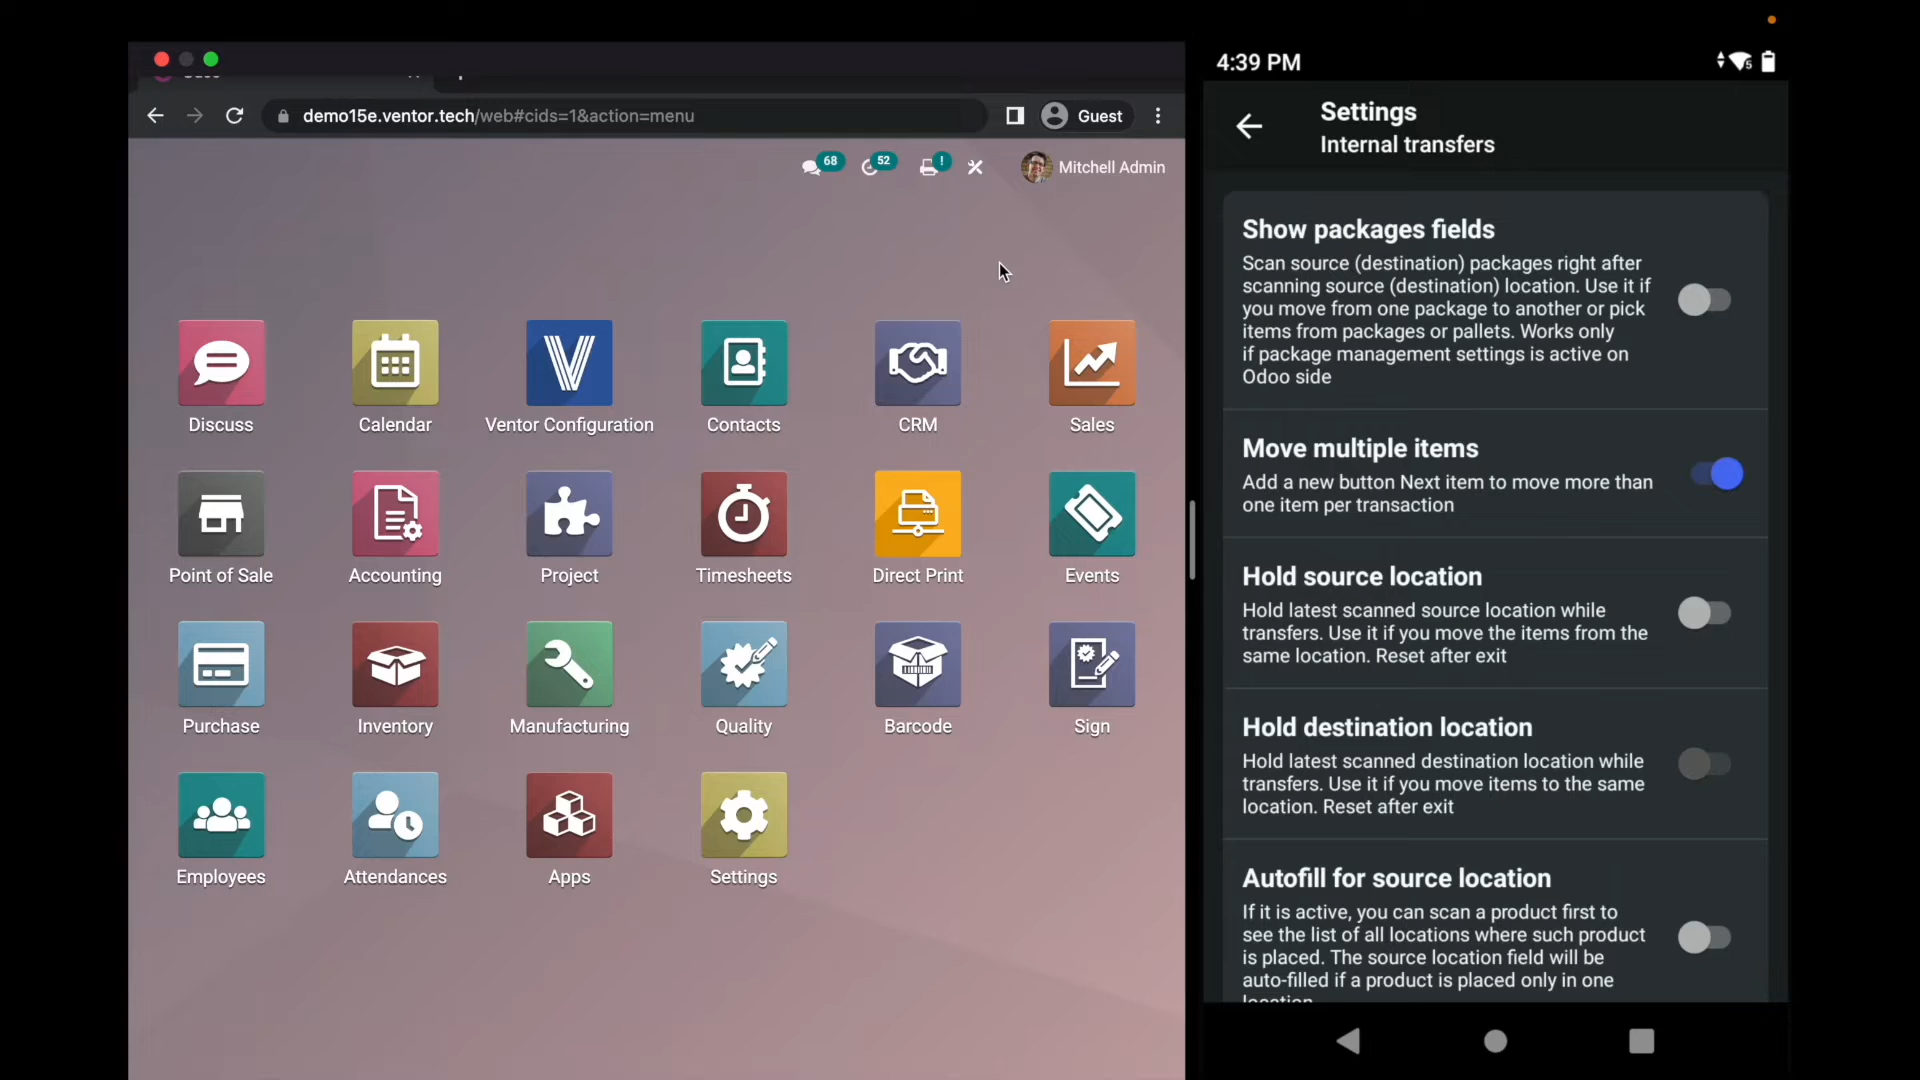 demo15e.ventor.tech/web#cids=1&action=menu
Guest
68
52
!
Mitchell Admin
Discuss
Calendar
Ventor Configuration
Contacts
CRM
Sales
Point of Sale
Accounting
Project
Timesheets
Direct Print
Events
Purchase
Inventory
Manufacturing
Quality
Barcode
Sign
Employees
Attendances
Apps
Settings
4:39 PM
5
Settings
Internal transfers
Show packages fields
Scan source (destination) packages right after
scanning source (destination) location. Use it if
you move from one package to another or pick
items from packages or pallets. Works only
if package management settings is active on
Odoo side
Move multiple items
Add a new button Next item to move more than
one item per transaction
Hold source location
Hold latest scanned source location while
transfers. Use it if you move the items from the
same location. Reset after exit
Hold destination location
Hold latest scanned destination location while
transfers. Use it if you move items to the same
location. Reset after exit
Autofill for source location
If it is active, you can scan a product first to
see the list of all locations where such product
is placed. The source location field will be
auto-filled if a product is placed only in one
location